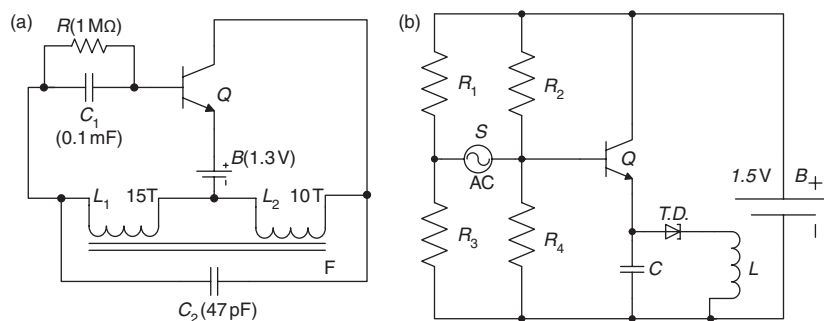 (a)
R(1 MΩ)
C1
(0.1 mF)
Q
+
B(1.3 V)
-
L1
15T
L2
10 T
F
C2(47 pF)
(b)
R1
R2
S
AC
Q
1.5 V
B
+
-
T.D.
R3
R4
C
L